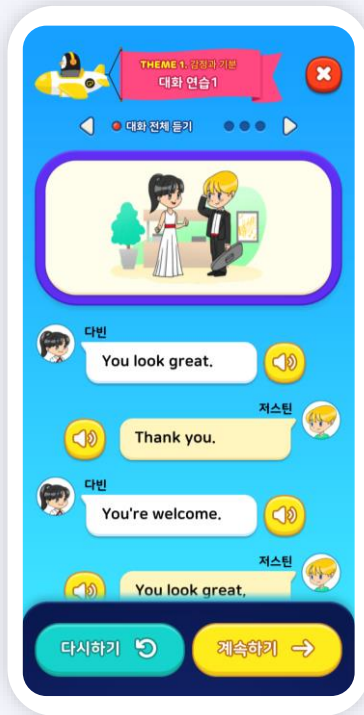 THEME 1. 감정과 기분
대화 연습1
대화 전체 듣기
다빈
You look great.
저스틴
Thank you.
다빈
You're welcome.
저스틴
You look great,
다시하기
계속하기